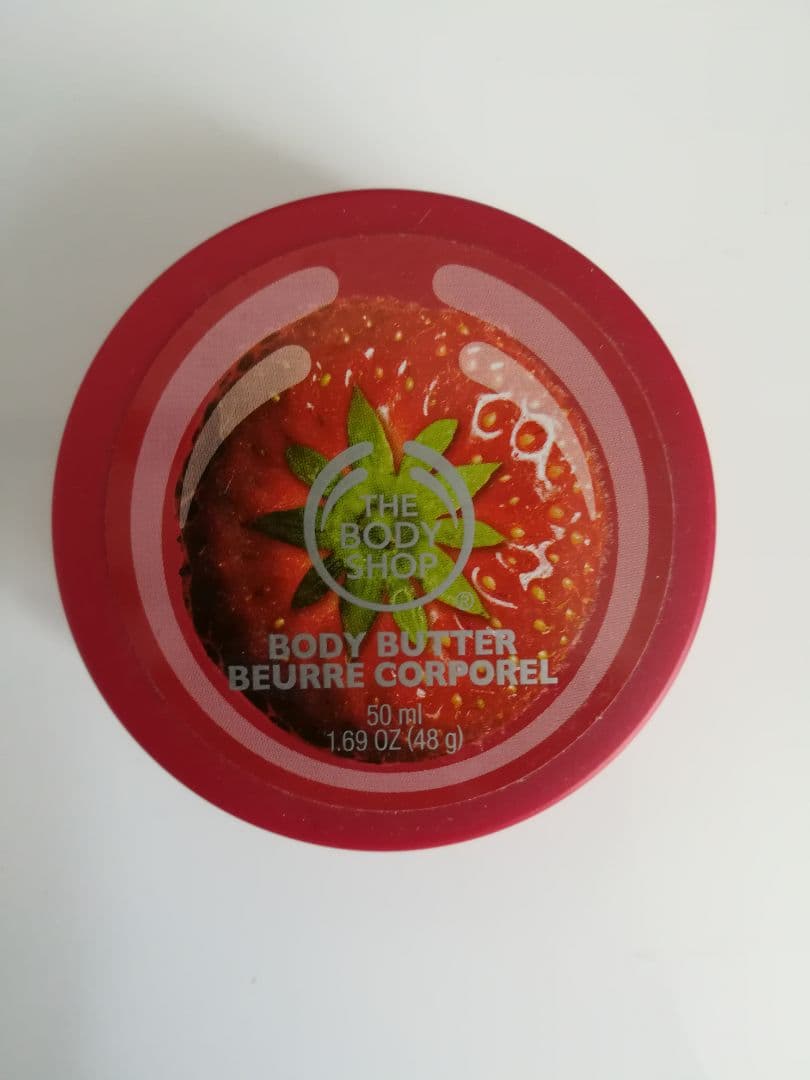 THE
BODY
SHOP
®
BODY BUTTER
BEURRE CORPOREL
50 ml
1.69 OZ (48 g)